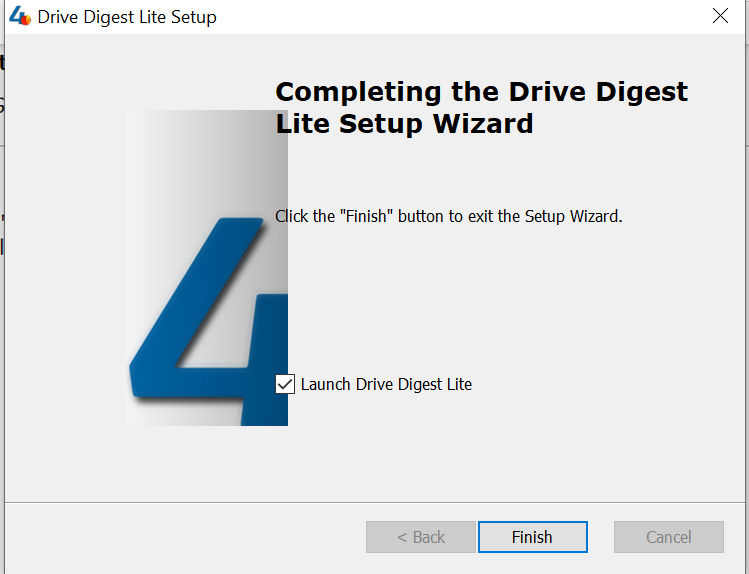 Drive Digest Lite Setup
Completing the Drive Digest
Lite Setup Wizard
Click the "Finish" button to exit the Setup Wizard.
4
Launch Drive Digest Lite
< Back
Finish
Cancel